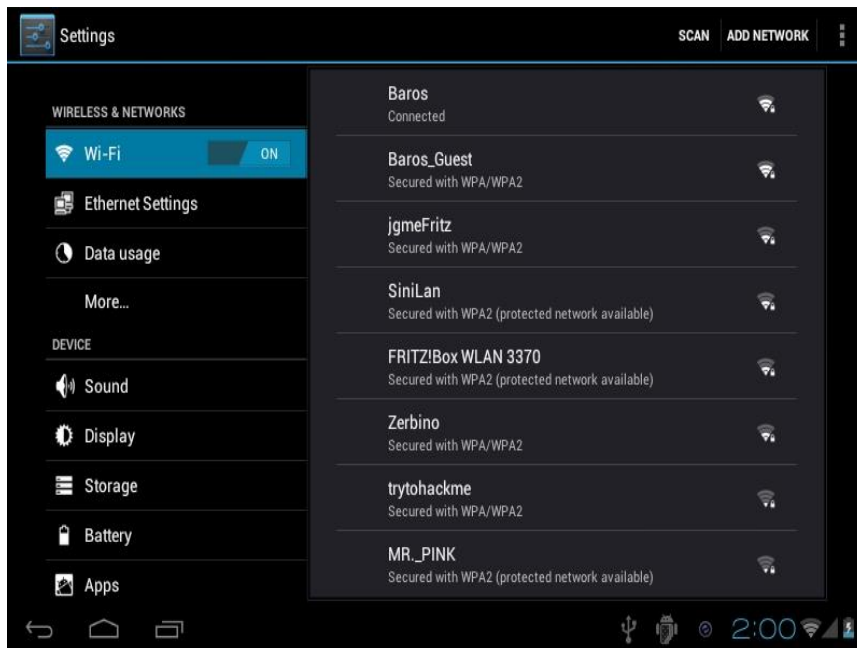 Settings
SCAN
ADD NETWORK
WIRELESS & NETWORKS
Wi-Fi
ON
Ethernet Settings
Data usage
More...
DEVICE
Sound
Display
Storage
Battery
Apps
Baros
Connected
Baros_Guest
Secured with WPA/WPA2
jgmeFritz
Secured with WPA/WPA2
SiniLan
Secured with WPA2 (protected network available)
FRITZ!Box WLAN 3370
Secured with WPA2 (protected network available)
Zerbino
Secured with WPA/WPA2
trytohackme
Secured with WPA/WPA2
MR._PINK
Secured with WPA2 (protected network available)
2:00